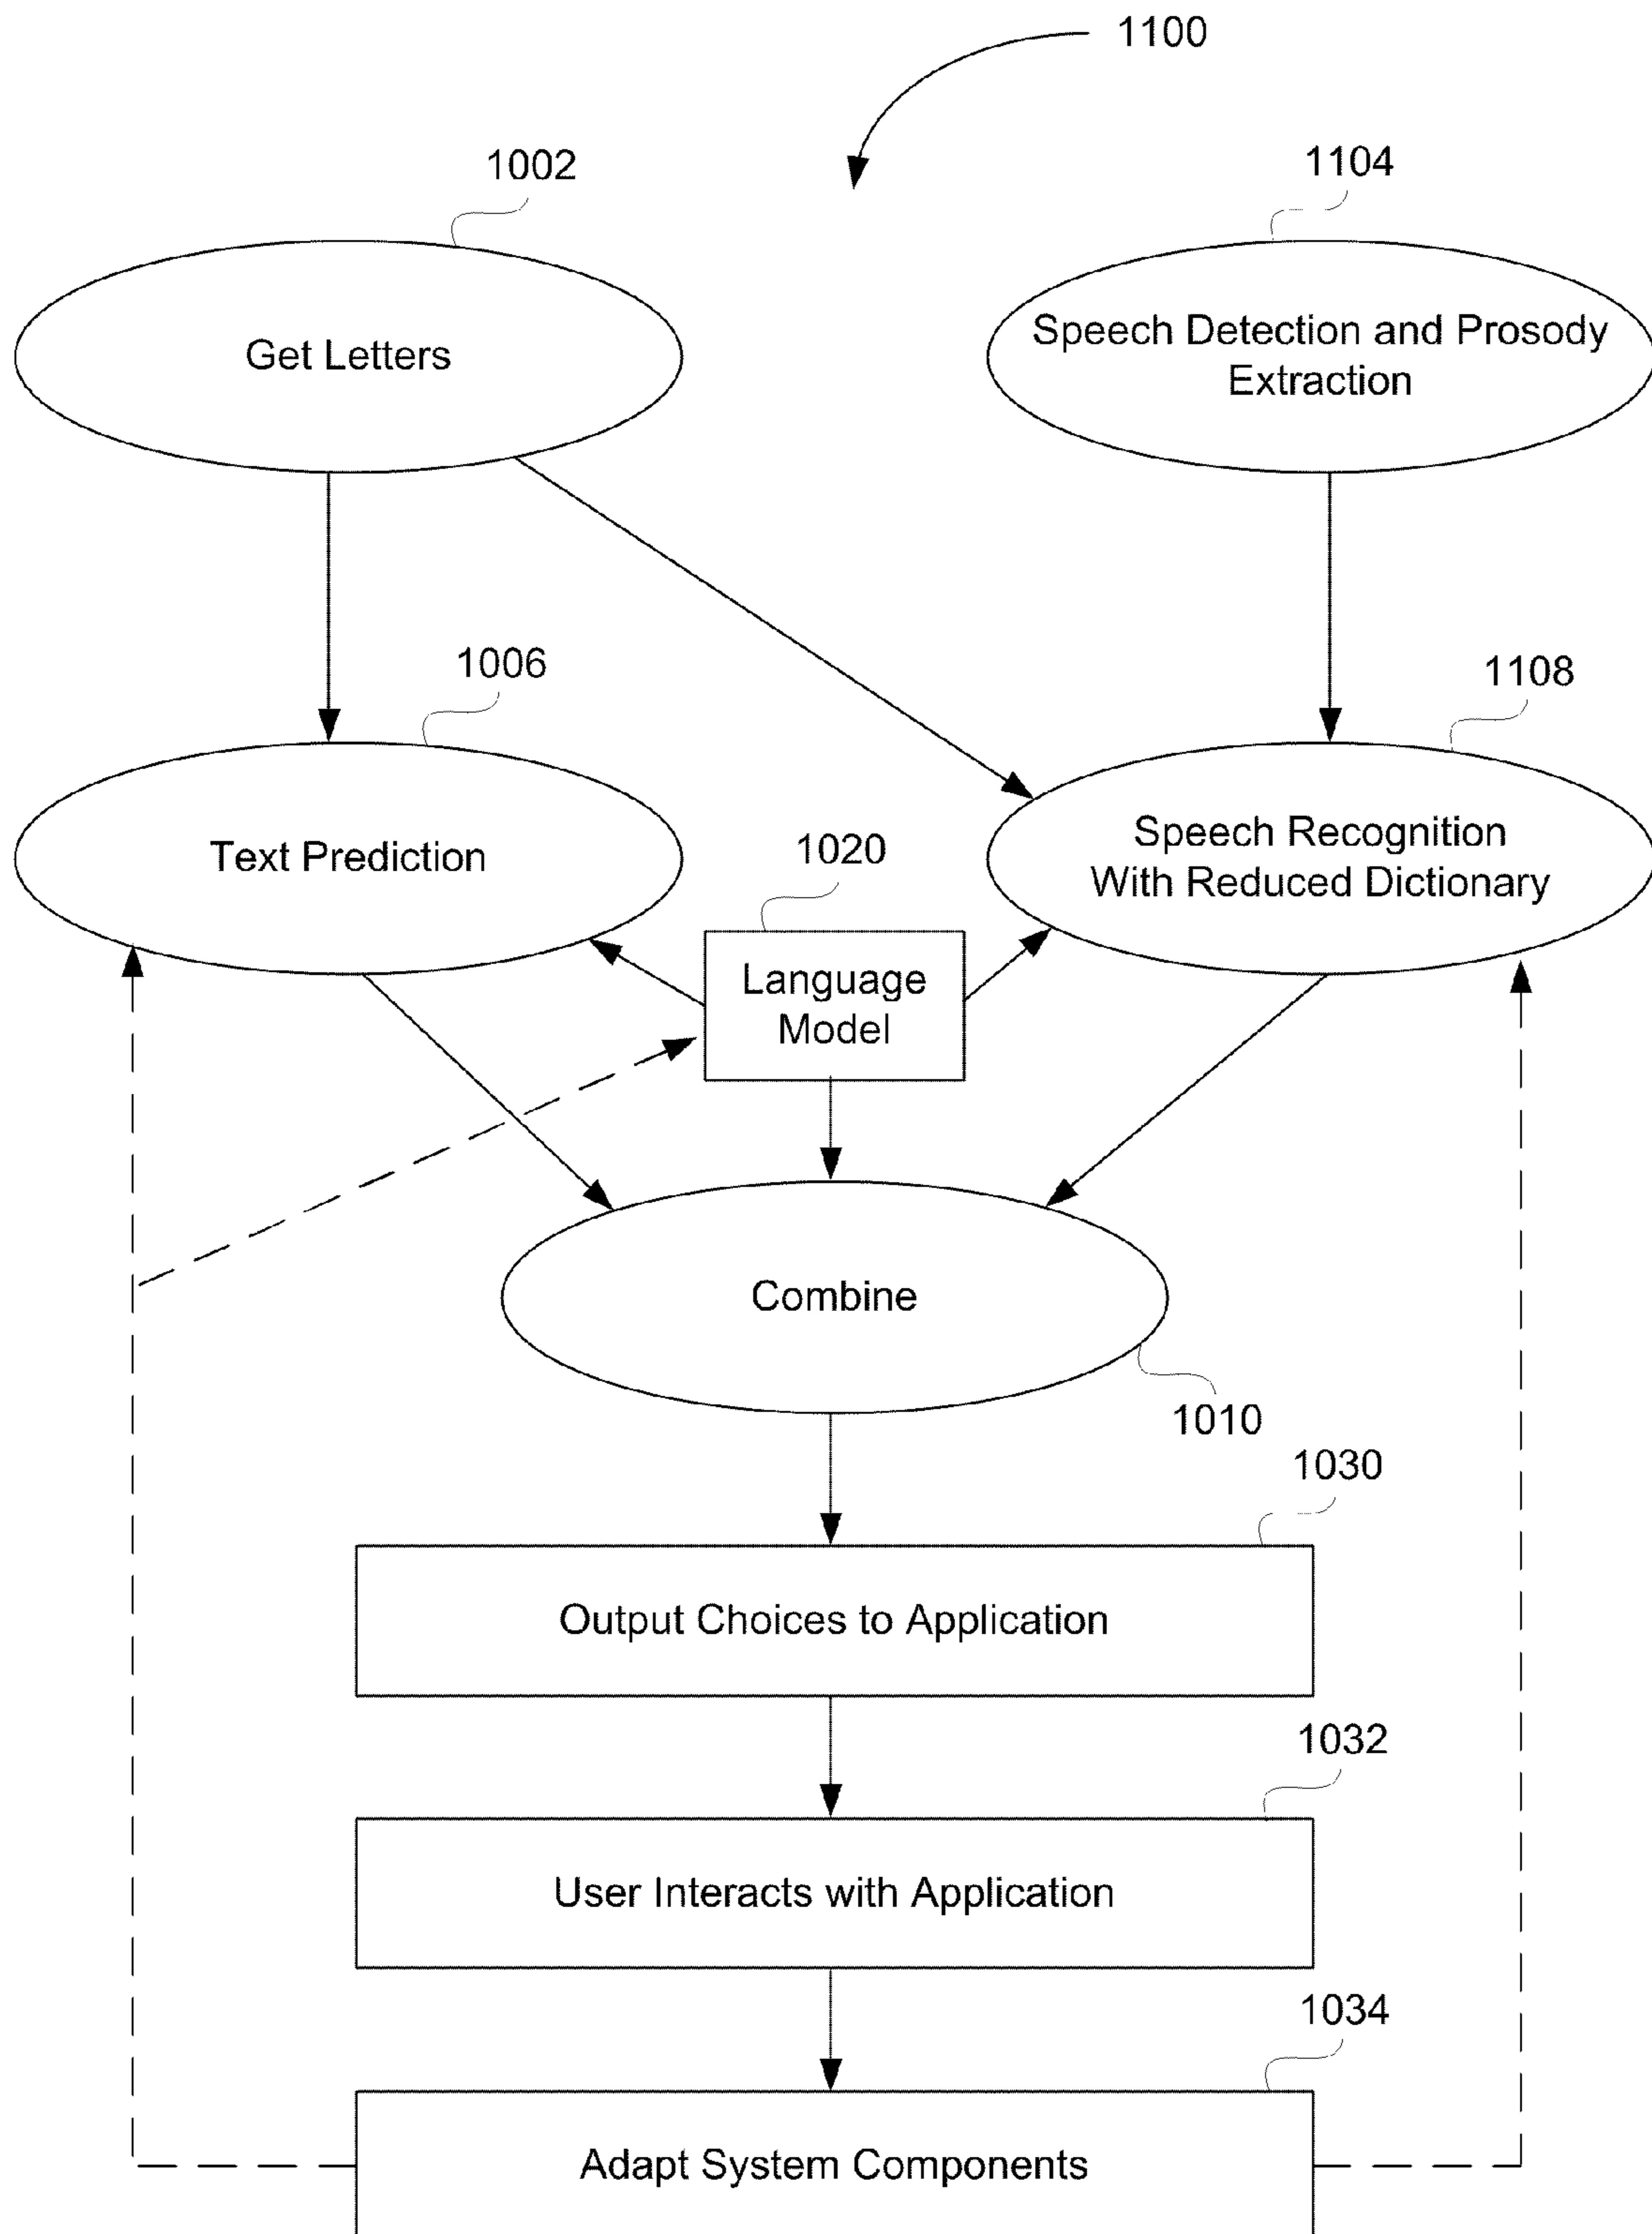 1100
1002
1104
Get Letters
Speech Detection and Prosody
Extraction
1006
1108
Text Prediction
1020
Speech Recognition
With Reduced Dictionary
Language
Model
Combine
1010
1030
Output Choices to Application
1032
User Interacts with Application
1034
Adapt System Components